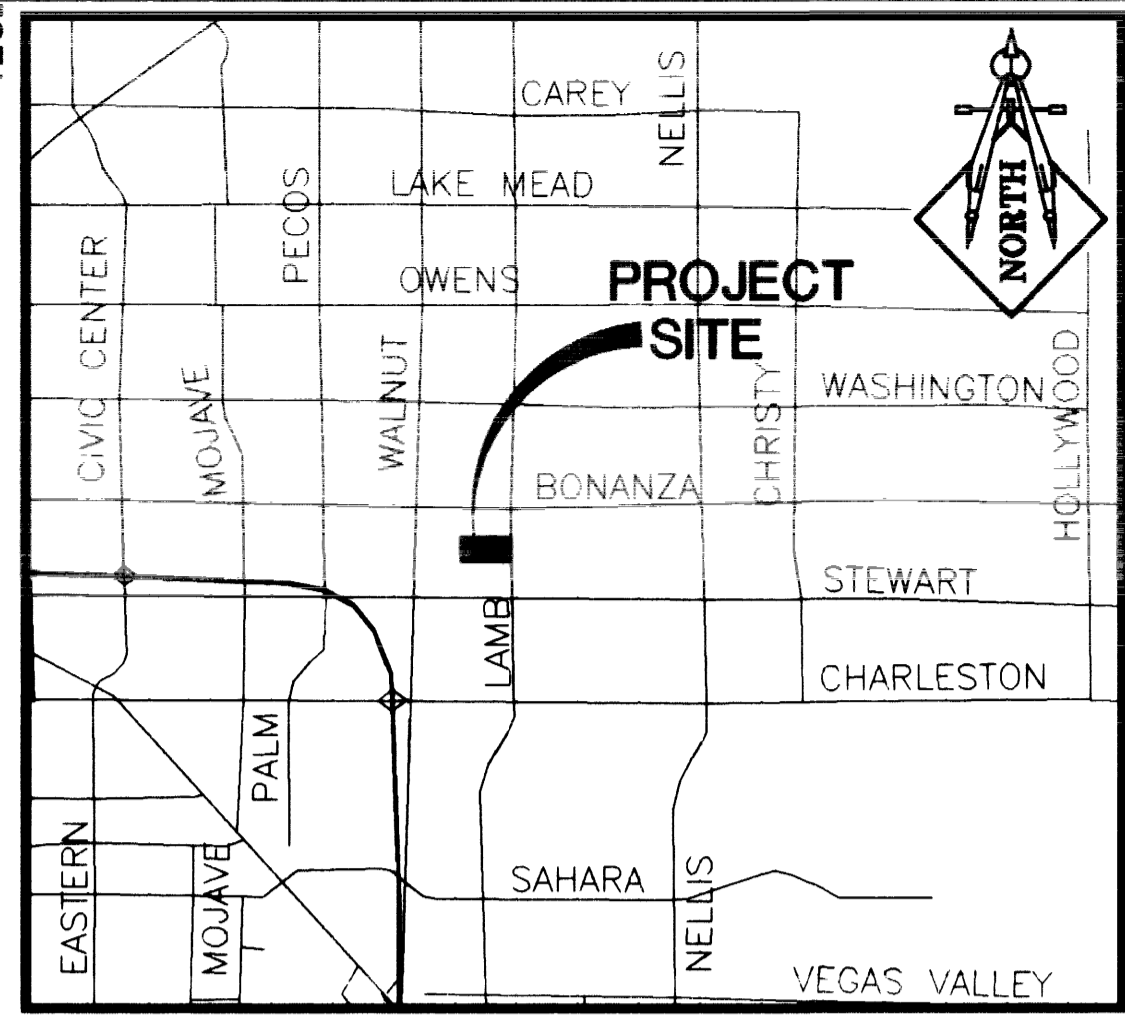 CAREY
NELLIS
LAKE MEAD
PECOS
NORTH
CIVIC CENTER
OWENS
PROJECT
SITE
MOJAVE
WALNUT
CHRISTY
WASHINGTON
HOLLYWOOD
BONANZA
STEWART
LAMB
CHARLESTON
PALM
EASTERN
MOJAVE
SAHARA
NELLIS
VEGAS VALLEY